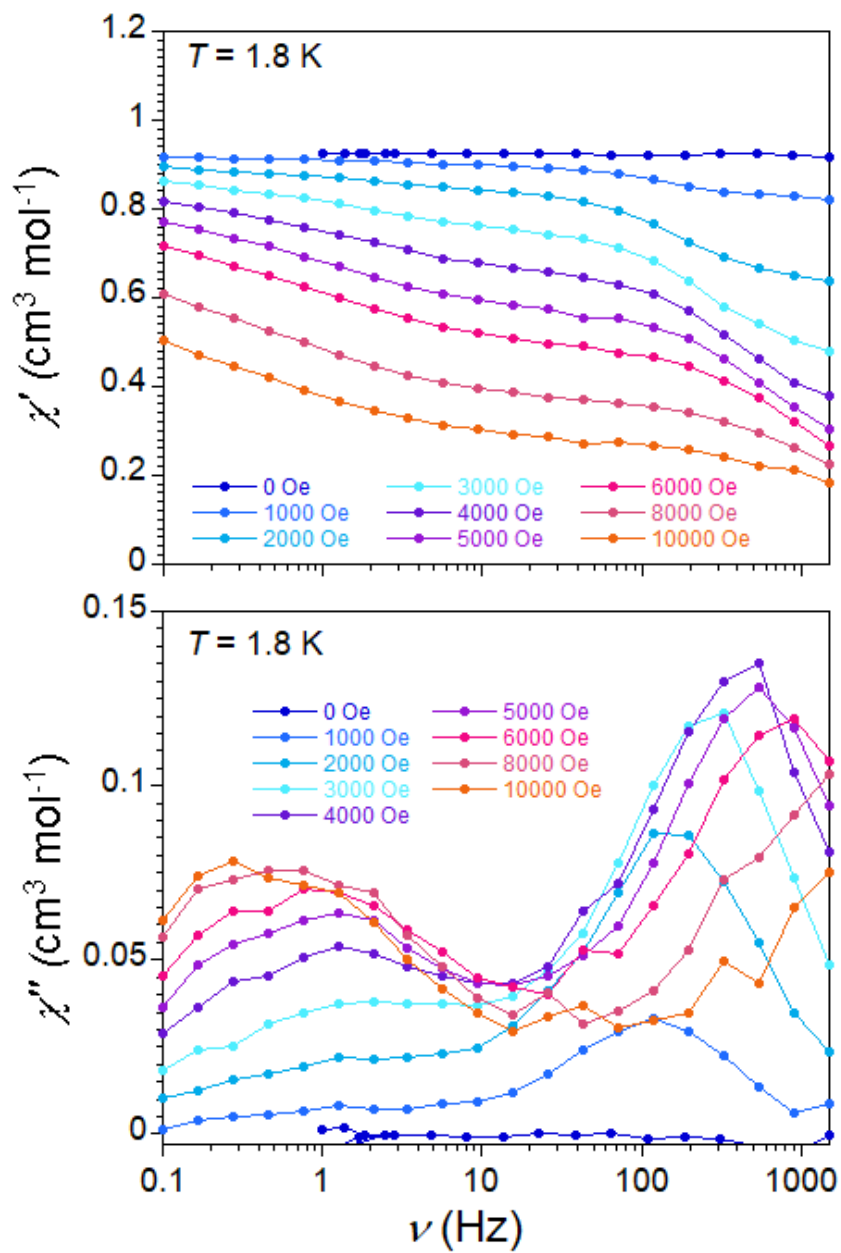 1.2
T = 1.8 K
1
0.8
0.6
0.4
0.2
0
χ' (cm³ mol⁻¹)
0 Oe 3000 Oe 6000 Oe
1000 Oe 4000 Oe 8000 Oe
2000 Oe 5000 Oe 10000 Oe
0.15
T = 1.8 K
0.1
0.05
0
χ" (cm³ mol⁻¹)
0 Oe 5000 Oe
1000 Oe 6000 Oe
2000 Oe 8000 Oe
3000 Oe 10000 Oe
4000 Oe
0.1 1 10 100 1000
ν (Hz)